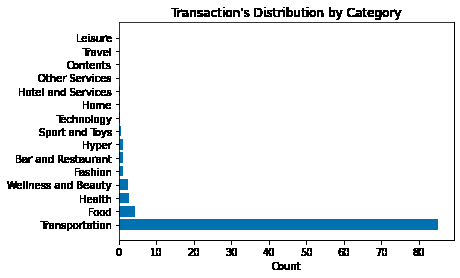 Transaction's Distribution by Category
Leisure
Travel
Contents
Other Services
Hotel and Services
Home
Technology
Sport and Toys
Hyper
Bar and Restaurant
Fashion
Wellness and Beauty
Health
Food
Transportation
0 10 20 30 40 50 60 70 80
Count